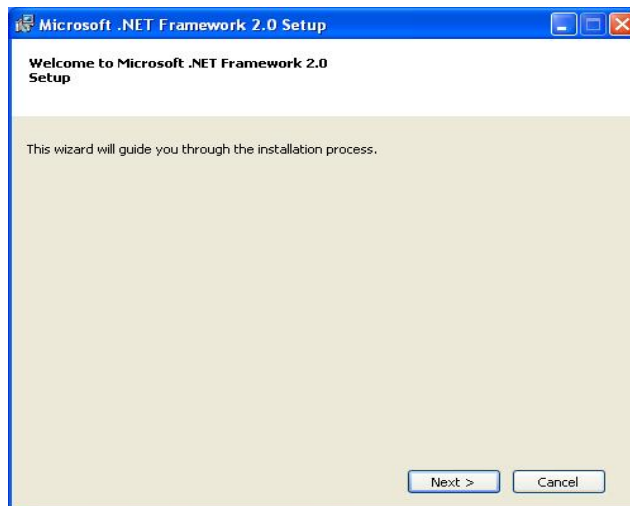 Microsoft .NET Framework 2.0 Setup
Welcome to Microsoft .NET Framework 2.0
Setup
This wizard will guide you through the installation process.
Next >
Cancel